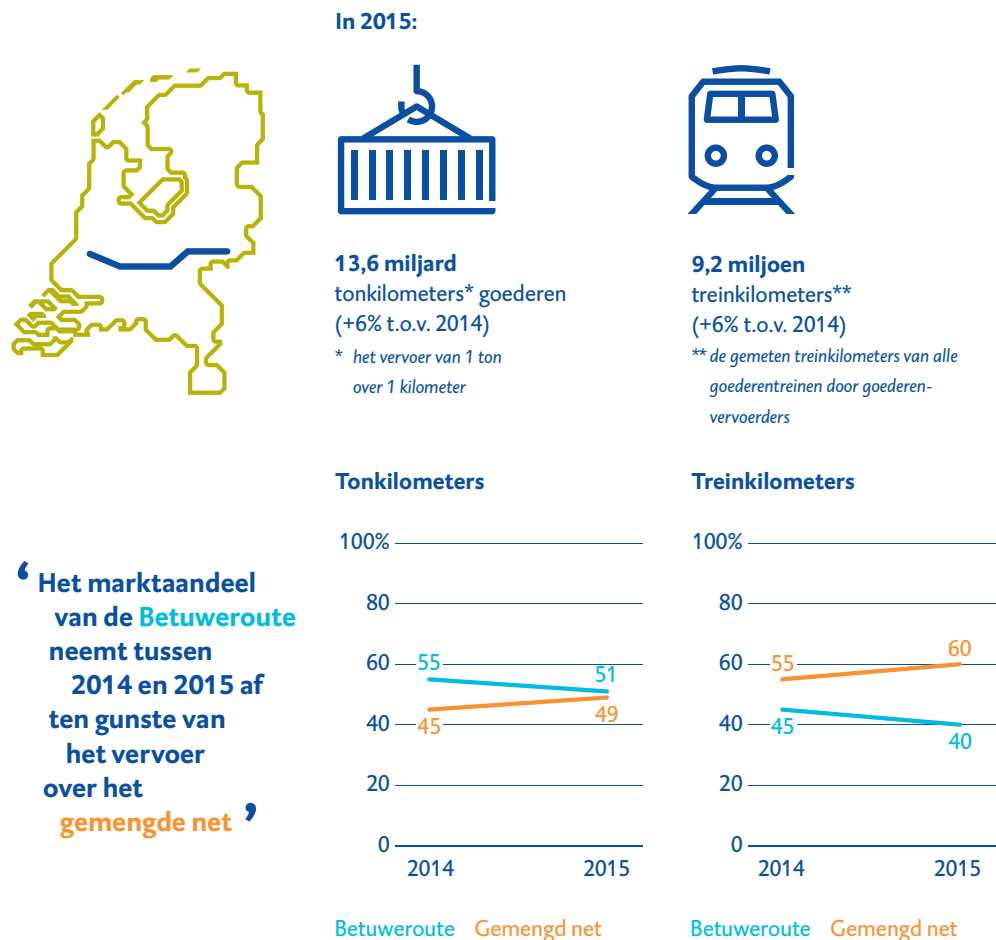 In 2015:
13,6 miljard
tonkilometers* goederen
(+6% t.o.v. 2014)
* het vervoer van 1 ton
over 1 kilometer
9,2 miljoen
treinkilometers**
(+6% t.o.v. 2014)
** de gemeten treinkilometers van alle
goederentreinen door goederen-
vervoerders
‘ Het marktaandeel
van de Betuweroute
neemt tussen
2014 en 2015 af
ten gunste van
het vervoer
over het
gemengde net ’
Tonkilometers
100%
80
60
40
20
0
55
51
45
49
2014 2015
Betuweroute Gemengd net
Treinkilometers
100%
80
60
40
20
0
55
60
45
40
2014 2015
Betuweroute Gemengd net